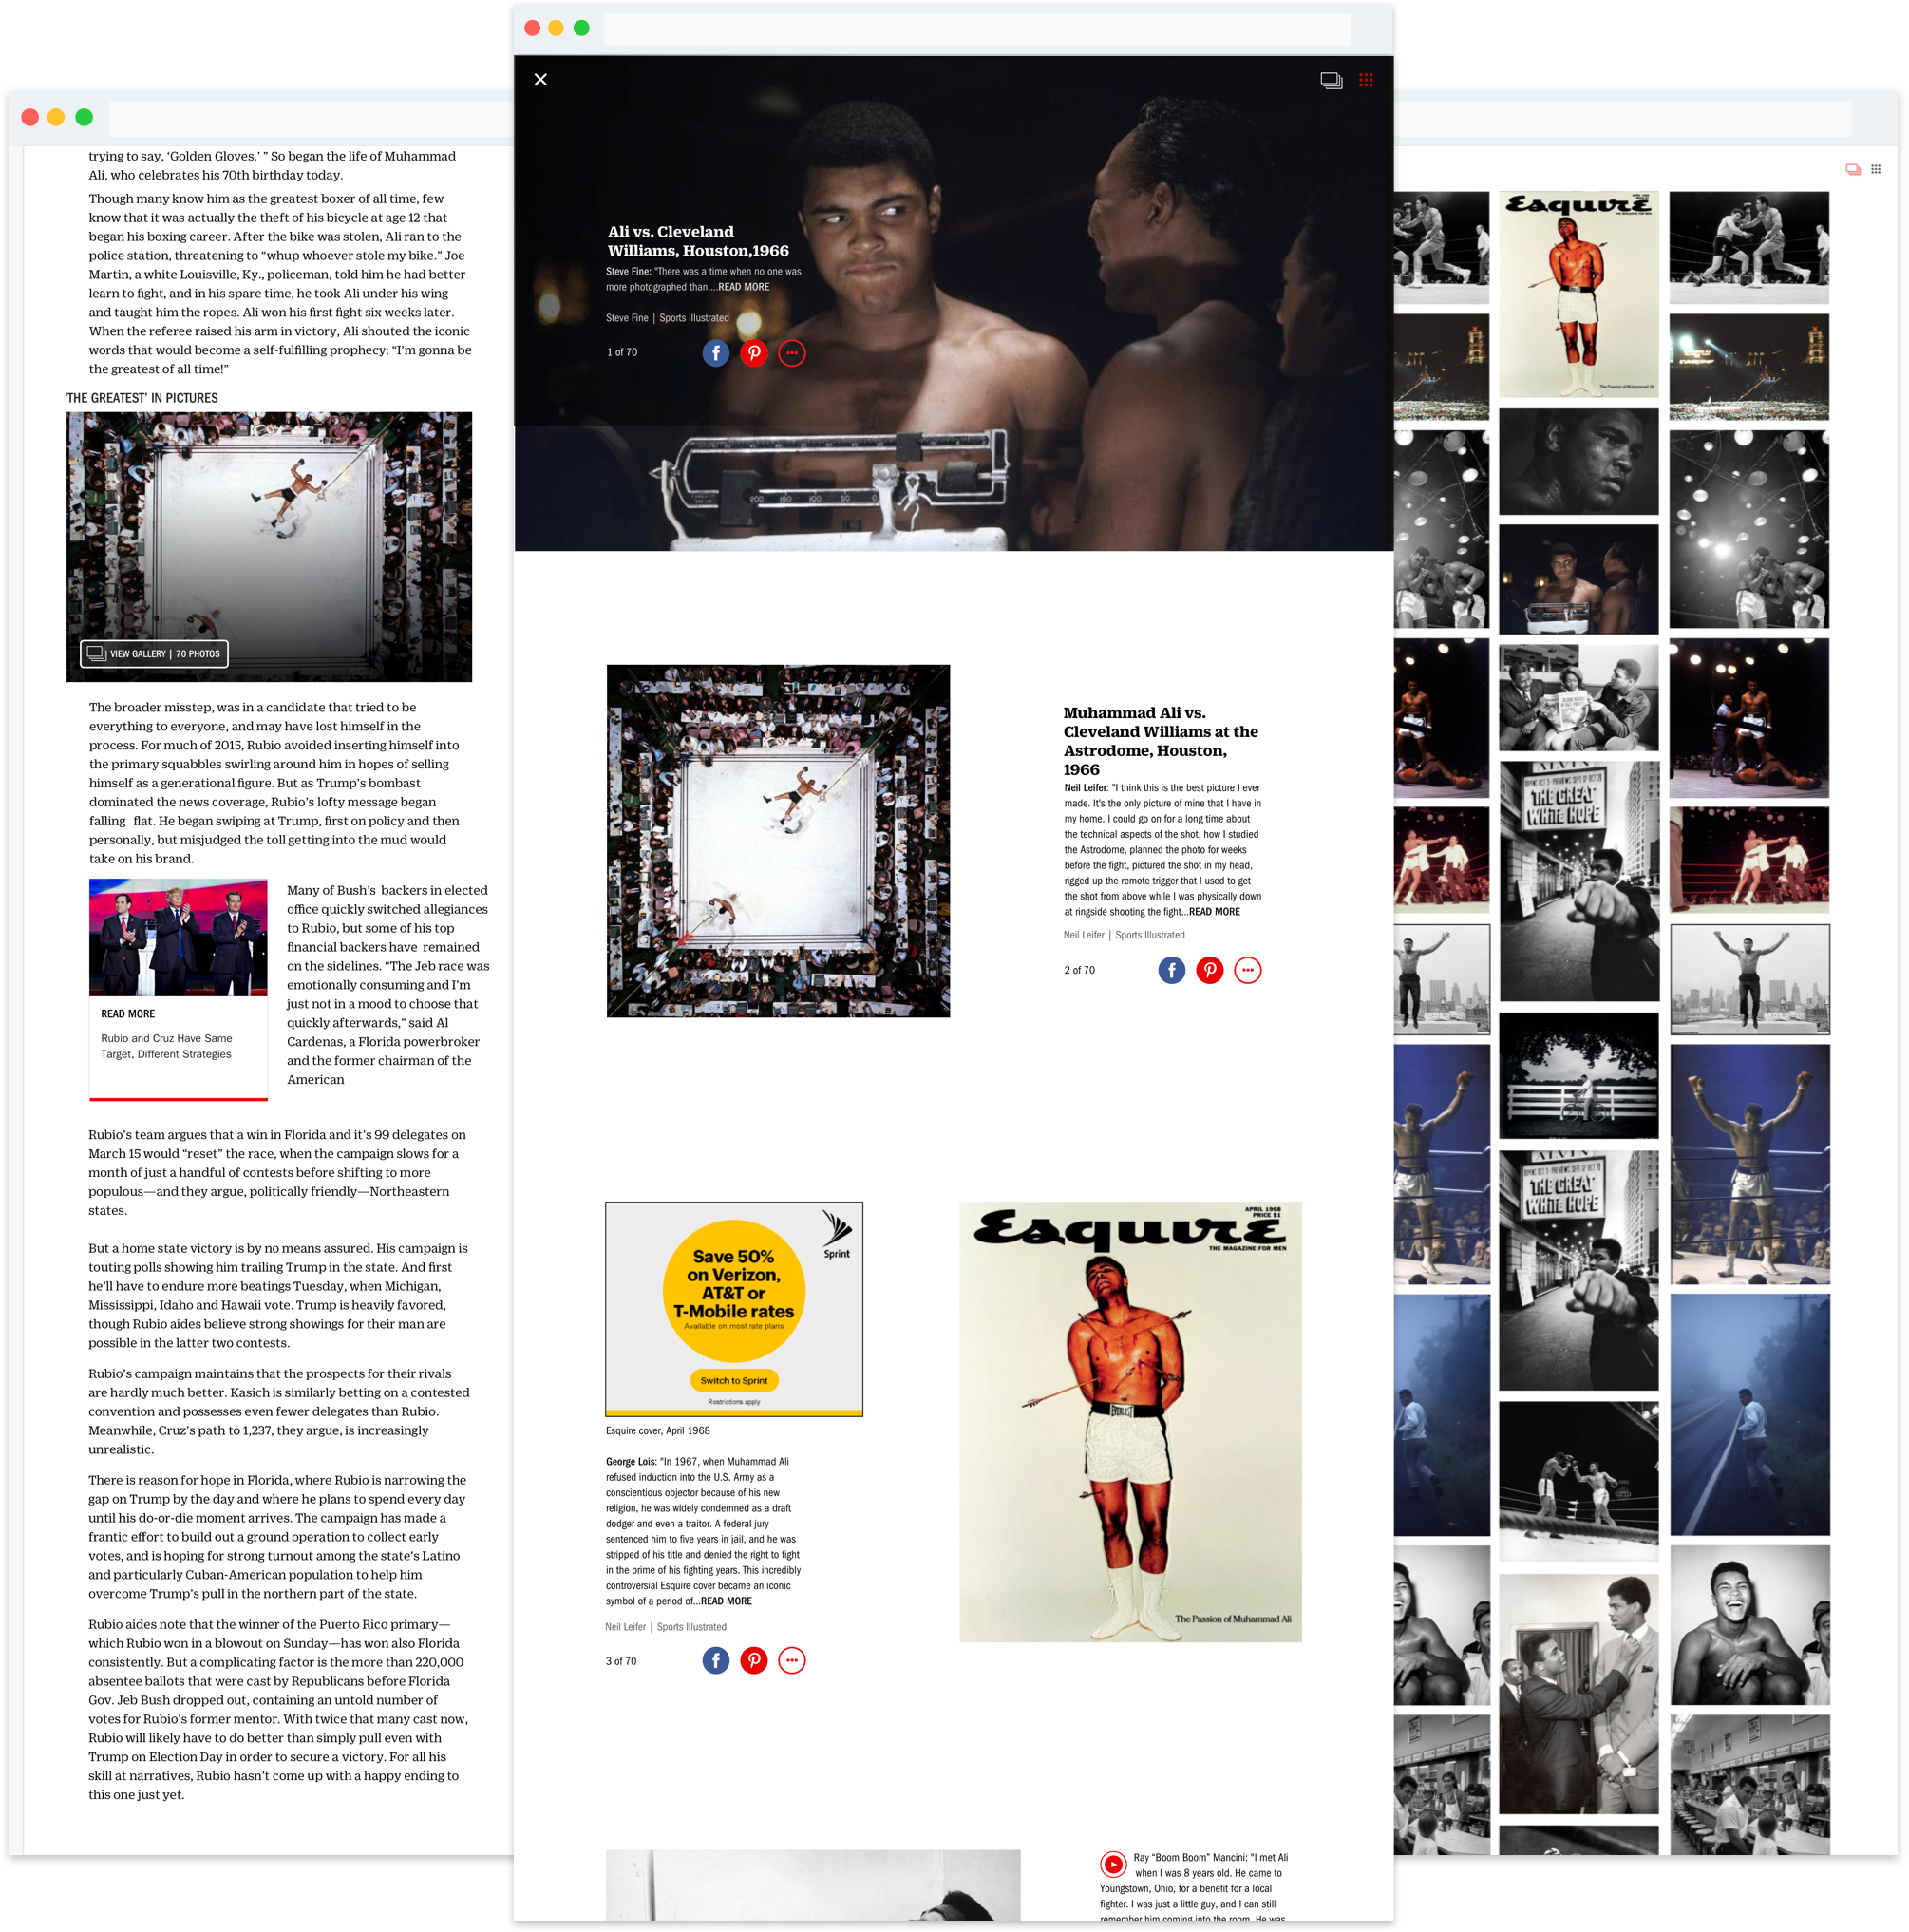 trying to say, ‘Golden Gloves.’ ” So began the life of Muhammad
Ali, who celebrates his 70th birthday today.
Though many know him as the greatest boxer of all time, few
know that it was actually the theft of his bicycle at age 12 that
began his boxing career. After the bike was stolen, Ali ran to the
police station, threatening to “whup whoever stole my bike.” Joe
Martin, a white Louisville, Ky., policeman, told him he had better
learn to fight, and in his spare time, he took Ali under his wing
and taught him the ropes. Ali won his first fight six weeks later.
When the referee raised his arm in victory, Ali shouted the iconic
words that would become a self-fulfilling prophecy: “I’m gonna be
the greatest of all time!”
‘THE GREATEST’ IN PICTURES
VIEW GALLERY | 70 PHOTOS
The broader misstep, was in a candidate that tried to be
everything to everyone, and may have lost himself in the
process. For much of 2015, Rubio avoided inserting himself into
the primary squabbles swirling around him in hopes of selling
himself as a generational figure. But as Trump’s bombast
dominated the news coverage, Rubio’s lofty message began
falling flat. He began swiping at Trump, first on policy and then
personally, but misjudged the toll getting into the mud would
take on his brand.
READ MORE
Rubio and Cruz Have Same
Target, Different Strategies
Many of Bush’s backers in elected
office quickly switched allegiances
to Rubio, but some of his top
financial backers have remained
on the sidelines. “The Jeb race was
emotionally consuming and I’m
just not in a mood to choose that
quickly afterwards,” said Al
Cardenas, a Florida powerbroker
and the former chairman of the
American
Rubio’s team argues that a win in Florida and it’s 99 delegates on
March 15 would “reset” the race, when the campaign slows for a
month of just a handful of contests before shifting to more
populous—and they argue, politically friendly—Northeastern
states.
But a home state victory is by no means assured. His campaign is
touting polls showing him trailing Trump in the state. And first
he’ll have to endure more beatings Tuesday, when Michigan,
Mississippi, Idaho and Hawaii vote. Trump is heavily favored,
though Rubio aides believe strong showings for their man are
possible in the latter two contests.
Rubio’s campaign maintains that the prospects for their rivals
are hardly much better. Kasich is similarly betting on a contested
convention and possesses even fewer delegates than Rubio.
Meanwhile, Cruz’s path to 1,237, they argue, is increasingly
unrealistic.
There is reason for hope in Florida, where Rubio is narrowing the
gap on Trump by the day and where he plans to spend every day
until his do-or-die moment arrives. The campaign has made a
frantic effort to build out a ground operation to collect early
votes, and is hoping for strong turnout among the state’s Latino
and particularly Cuban-American population to help him
overcome Trump’s pull in the northern part of the state.
Rubio aides note that the winner of the Puerto Rico primary—
which Rubio won in a blowout on Sunday—has won also Florida
consistently. But a complicating factor is the more than 220,000
absentee ballots that were cast by Republicans before Florida
Gov. Jeb Bush dropped out, containing an untold number of
votes for Rubio’s former mentor. With twice that many cast now,
Rubio will likely have to do better than simply pull even with
Trump on Election Day in order to secure a victory. For all his
skill at narratives, Rubio hasn’t come up with a happy ending to
this one just yet.
Ali vs. Cleveland
Williams, Houston,1966
Steve Fine: "There was a time when no one was
more photographed than....READ MORE
Steve Fine | Sports Illustrated
1 of 70
200 150 100 50 0
Muhammad Ali vs.
Cleveland Williams at the
Astrodome, Houston,
1966
Neil Leifer: "I think this is the best picture I ever
made. It's the only picture of mine that I have in
my home. I could go on for a long time about
the technical aspects of the shot, how I studied
the Astrodome, planned the photo for weeks
before the fight, pictured the shot in my head,
rigged up the remote trigger that I used to get
the shot from above while I was physically down
at ringside shooting the fight...READ MORE
Neil Leifer | Sports Illustrated
2 of 70
Sprint
Save 50%
on Verizon,
AT&T or
T-Mobile rates
Available on most rate plans
Switch to Sprint
Restrictions apply
Esquire cover, April 1968
George Lois: "In 1967, when Muhammad Ali
refused induction into the U.S. Army as a
conscientious objector because of his new
religion, he was widely condemned as a draft
dodger and even a traitor. A federal jury
sentenced him to five years in jail, and he was
stripped of his title and denied the right to fight
in the prime of his fighting years. This incredibly
controversial Esquire cover became an iconic
symbol of a period of...READ MORE
Neil Leifer | Sports Illustrated
3 of 70
APRIL 1968
PRICE $1
Esquire
THE MAGAZINE FOR MEN
EVERLAST
The Passion of Muhammad Ali
Ray “Boom Boom” Mancini: "I met Ali
when I was 8 years old. He came to
Youngstown, Ohio, for a benefit for a local
fighter. I was just a little guy, and I can still
remember him coming into the room. He was
Esquire
The Passion of Muhammad Ali
THE GREAT
WHITE HOPE
THE GREAT
WHITE HOPE